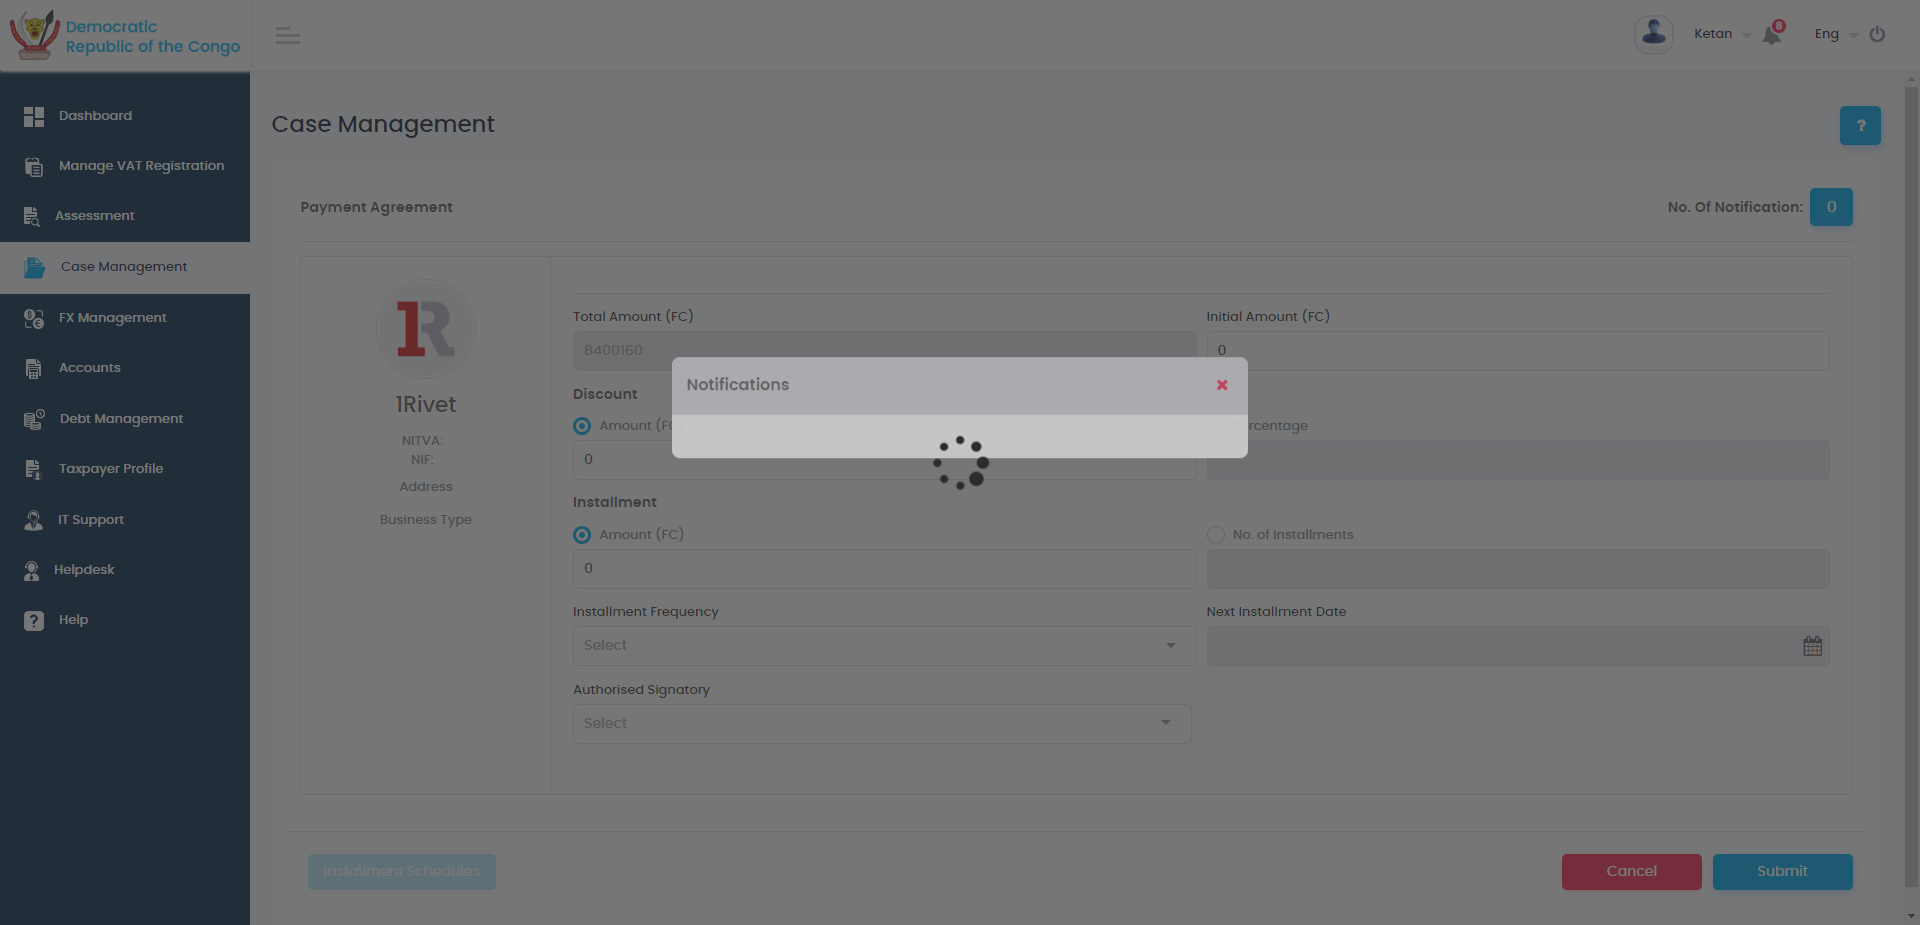 Democratic
Republic of the Congo
Ketan
8
Eng
Dashboard
Manage VAT Registration
Assessment
Case Management
FX Management
Accounts
Debt Management
Taxpayer Profile
IT Support
Helpdesk
? Help
Case Management
?
Payment Agreement
No. Of Notification: 0
1R
1Rivet
NITVA:
NIF:
Address
Business Type
Total Amount (FC)
8400160
Initial Amount (FC)
0
Notifications
Discount
Amount (FC
0
rcentage
Installment
Amount (FC)
0
No. of Installments
Installment Frequency
Select
Next Installment Date
Authorised Signatory
Select
Installment Schedules
Cancel
Submit